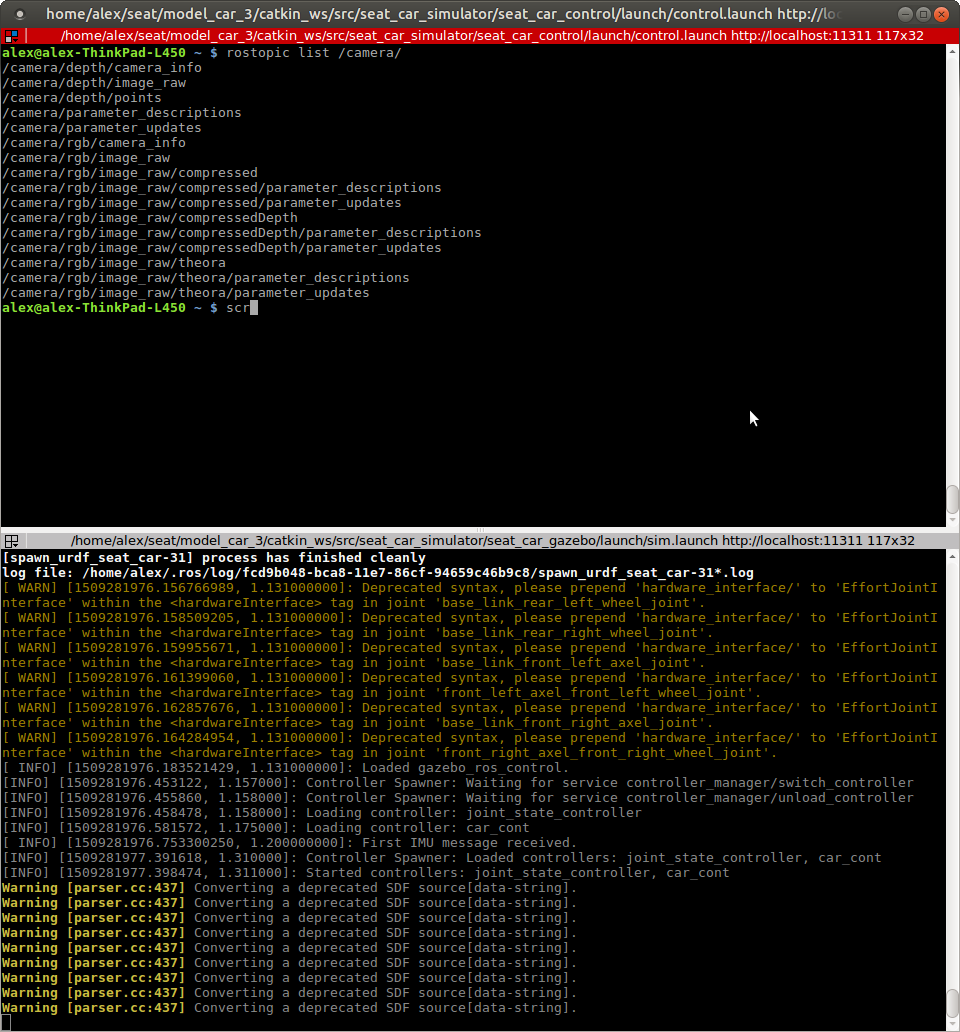 home/alex/seat/model_car_3/catkin_ws/src/seat_car_simulator/seat_car_control/launch/control.launch http://loc
/home/alex/seat/model_car_3/catkin_ws/src/seat_car_simulator/seat_car_control/launch/control.launch http://localhost:11311 117x32
alex@alex-ThinkPad-L450 ~ $ rostopic list /camera/
/camera/depth/camera_info
/camera/depth/image_raw
/camera/depth/points
/camera/parameter_descriptions
/camera/parameter_updates
/camera/rgb/camera_info
/camera/rgb/image_raw
/camera/rgb/image_raw/compressed
/camera/rgb/image_raw/compressed/parameter_descriptions
/camera/rgb/image_raw/compressed/parameter_updates
/camera/rgb/image_raw/compressedDepth
/camera/rgb/image_raw/compressedDepth/parameter_descriptions
/camera/rgb/image_raw/compressedDepth/parameter_updates
/camera/rgb/image_raw/theora
/camera/rgb/image_raw/theora/parameter_descriptions
/camera/rgb/image_raw/theora/parameter_updates
alex@alex-ThinkPad-L450 ~ $ scr
/home/alex/seat/model_car_3/catkin_ws/src/seat_car_simulator/seat_car_gazebo/launch/sim.launch http://localhost:11311 117x32
[spawn_urdf_seat_car-31] process has finished cleanly
log file: /home/alex/.ros/log/fcd9b048-bca8-11e7-86cf-94659c46b9c8/spawn_urdf_seat_car-31*.log
[ WARN] [1509281976.156766989, 1.131000000]: Deprecated syntax, please prepend 'hardware_interface/' to 'EffortJointI
nterface' within the <hardwareInterface> tag in joint 'base_link_rear_left_wheel_joint'.
[ WARN] [1509281976.158509205, 1.131000000]: Deprecated syntax, please prepend 'hardware_interface/' to 'EffortJointI
nterface' within the <hardwareInterface> tag in joint 'base_link_rear_right_wheel_joint'.
[ WARN] [1509281976.159955671, 1.131000000]: Deprecated syntax, please prepend 'hardware_interface/' to 'EffortJointI
nterface' within the <hardwareInterface> tag in joint 'base_link_front_left_axel_joint'.
[ WARN] [1509281976.161399060, 1.131000000]: Deprecated syntax, please prepend 'hardware_interface/' to 'EffortJointI
nterface' within the <hardwareInterface> tag in joint 'front_left_axel_front_left_wheel_joint'.
[ WARN] [1509281976.162857676, 1.131000000]: Deprecated syntax, please prepend 'hardware_interface/' to 'EffortJointI
nterface' within the <hardwareInterface> tag in joint 'base_link_front_right_axel_joint'.
[ WARN] [1509281976.164284954, 1.131000000]: Deprecated syntax, please prepend 'hardware_interface/' to 'EffortJointI
nterface' within the <hardwareInterface> tag in joint 'front_right_axel_front_right_wheel_joint'.
[ INFO] [1509281976.183521429, 1.131000000]: Loaded gazebo_ros_control.
[INFO] [1509281976.453122, 1.157000]: Controller Spawner: Waiting for service controller_manager/switch_controller
[INFO] [1509281976.455860, 1.158000]: Controller Spawner: Waiting for service controller_manager/unload_controller
[INFO] [1509281976.458478, 1.158000]: Loading controller: joint_state_controller
[INFO] [1509281976.581572, 1.175000]: Loading controller: car_cont
[ INFO] [1509281976.753300250, 1.200000000]: First IMU message received.
[INFO] [1509281977.391618, 1.310000]: Controller Spawner: Loaded controllers: joint_state_controller, car_cont
[INFO] [1509281977.398474, 1.311000]: Started controllers: joint_state_controller, car_cont
Warning [parser.cc:437] Converting a deprecated SDF source[data-string].
Warning [parser.cc:437] Converting a deprecated SDF source[data-string].
Warning [parser.cc:437] Converting a deprecated SDF source[data-string].
Warning [parser.cc:437] Converting a deprecated SDF source[data-string].
Warning [parser.cc:437] Converting a deprecated SDF source[data-string].
Warning [parser.cc:437] Converting a deprecated SDF source[data-string].
Warning [parser.cc:437] Converting a deprecated SDF source[data-string].
Warning [parser.cc:437] Converting a deprecated SDF source[data-string].
Warning [parser.cc:437] Converting a deprecated SDF source[data-string].